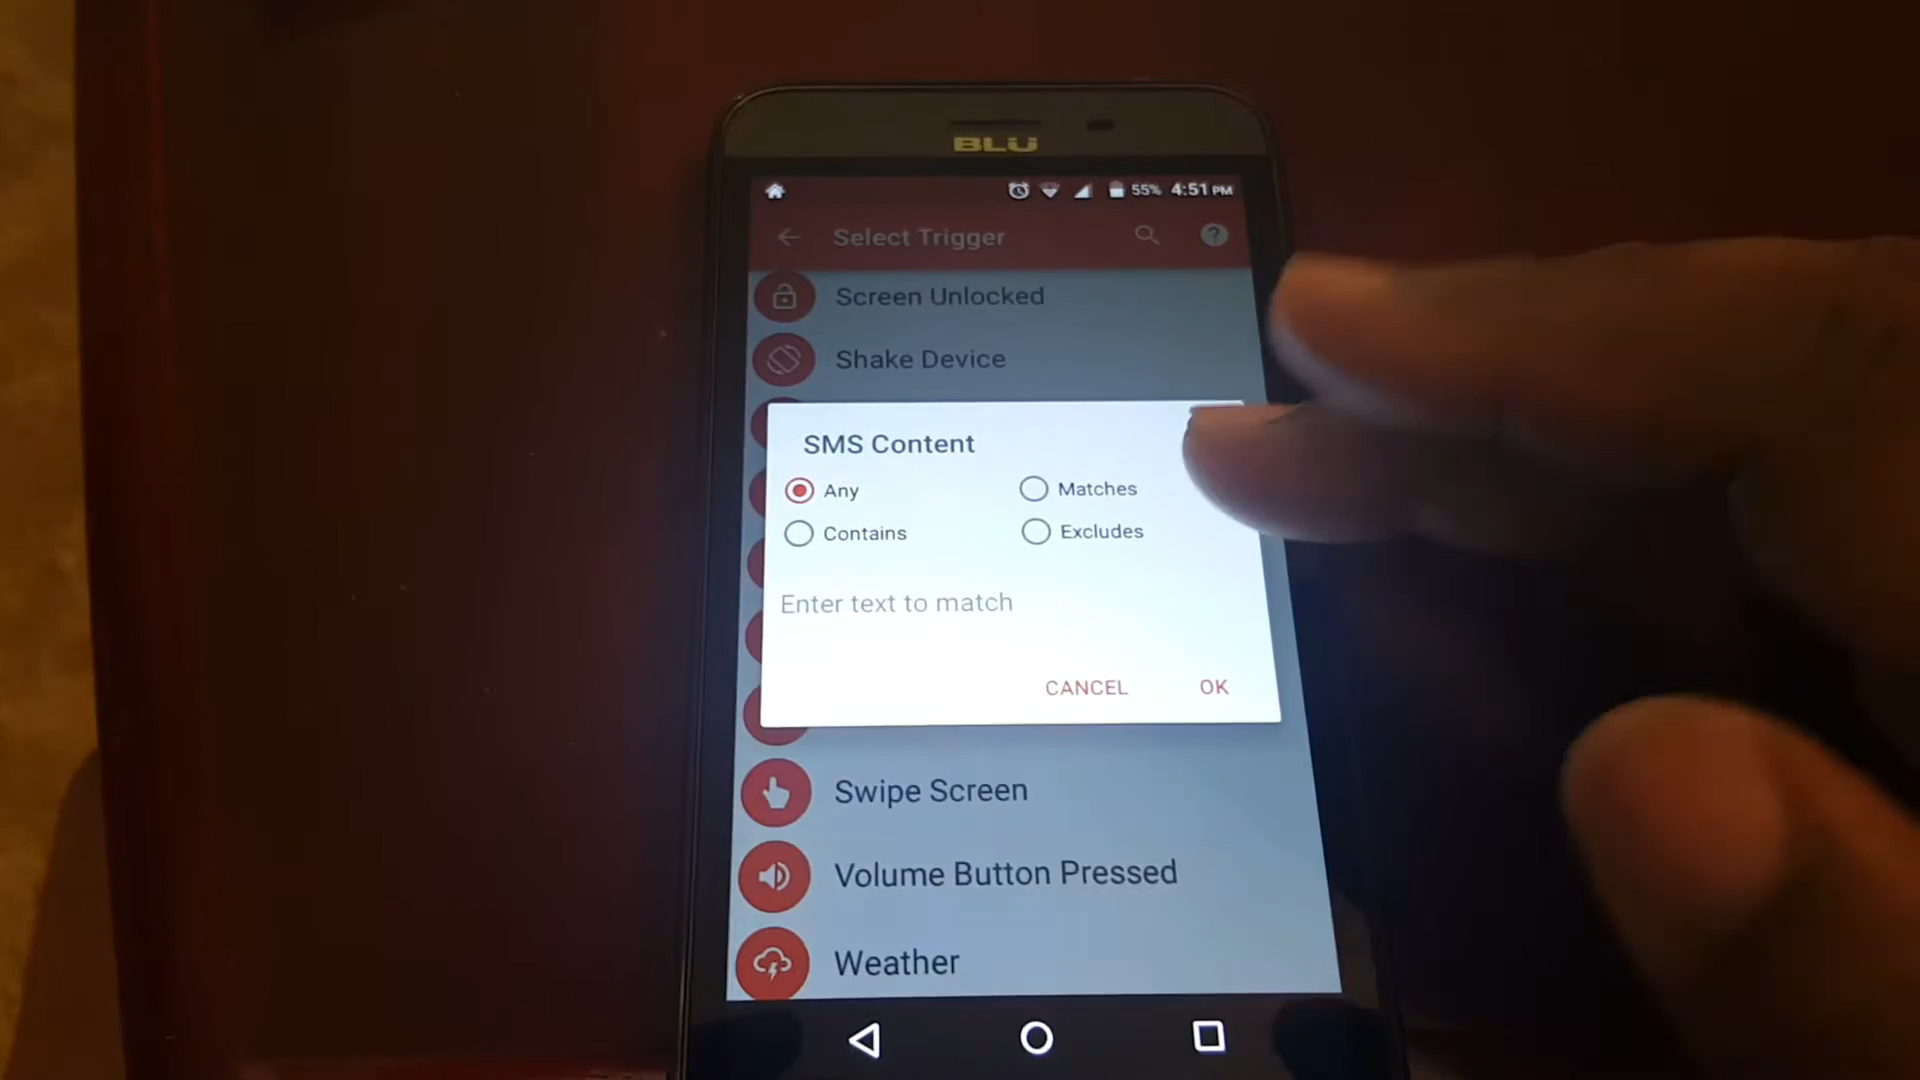 BLU
55% 4:51 PM
Select Trigger
?
Screen Unlocked
Shake Device
SMS Content
Any
Matches
Contains
Excludes
Enter text to match
CANCEL
OK
Swipe Screen
Volume Button Pressed
Weather